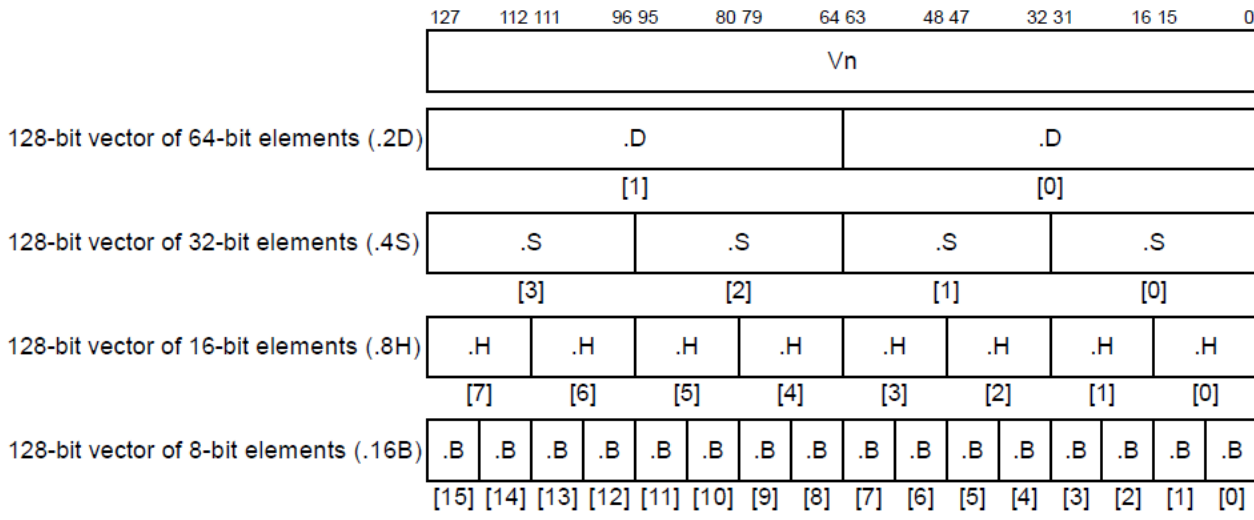 127 112 111 96 95 80 79 64 63 48 47 32 31 16 15 0
Vn
128-bit vector of 64-bit elements (.2D) .D .D
[1] [0]
128-bit vector of 32-bit elements (.4S) .S .S .S .S
[3] [2] [1] [0]
128-bit vector of 16-bit elements (.8H) .H .H .H .H .H .H .H .H
[7] [6] [5] [4] [3] [2] [1] [0]
128-bit vector of 8-bit elements (.16B) .B .B .B .B .B .B .B .B .B .B .B .B .B .B .B .B
[15] [14] [13] [12] [11] [10] [9] [8] [7] [6] [5] [4] [3] [2] [1] [0]